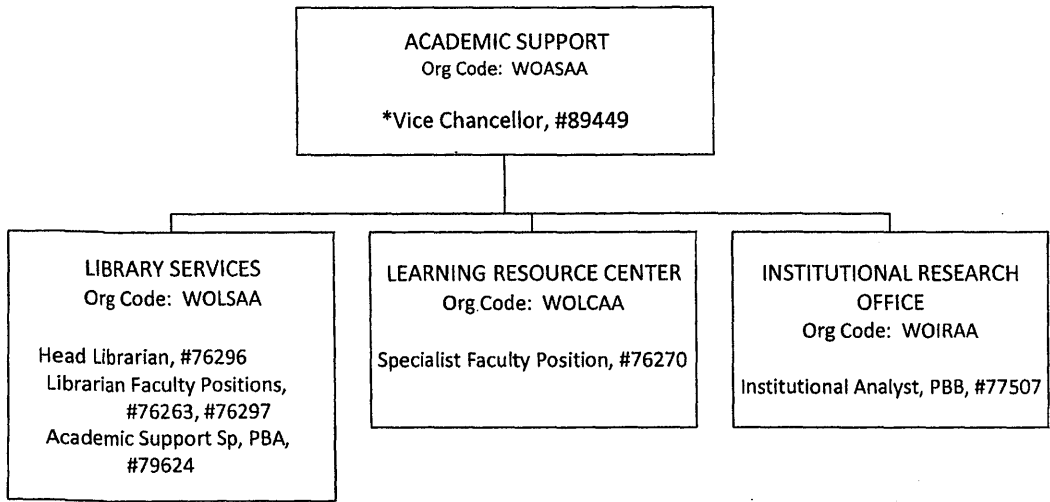 ACADEMIC SUPPORT
Org Code: WOASAA
*Vice Chancellor, #89449
LIBRARY SERVICES
Org Code: WOLSAA
Head Librarian, #76296
Librarian Faculty Positions,
#76263, #76297
Academic Support Sp, PBA,
#79624
LEARNING RESOURCE CENTER
Org Code: WOLCAA
Specialist Faculty Position, #76270
INSTITUTIONAL RESEARCH
OFFICE
Org Code: WOIRAA
Institutional Analyst, PBB, #77507